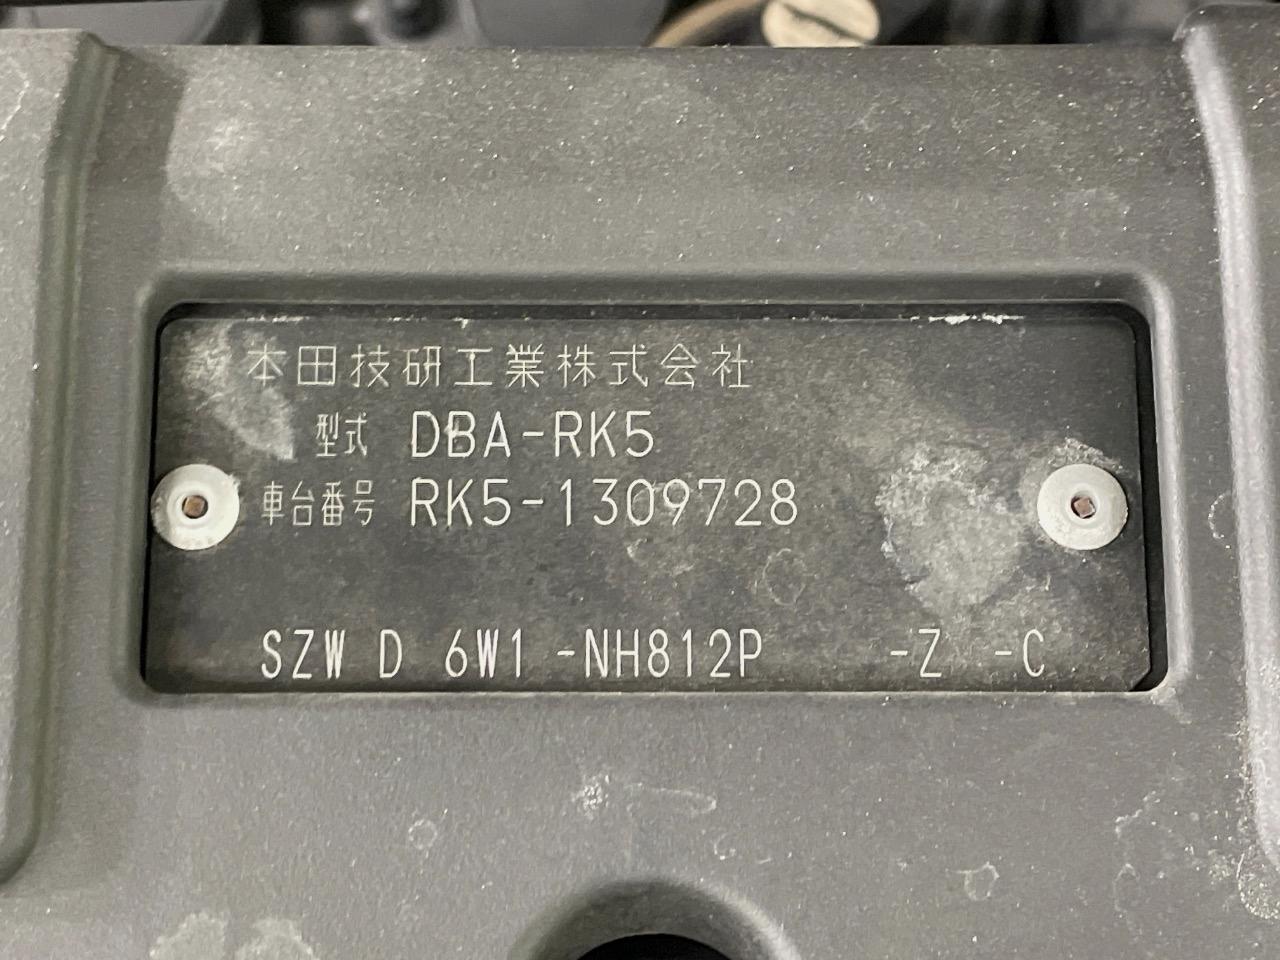 本田技研工業株式会社
型式 DBA-RK5
車台番号 RK5-1309728
SZW D 6W1 -NH812P -Z -C